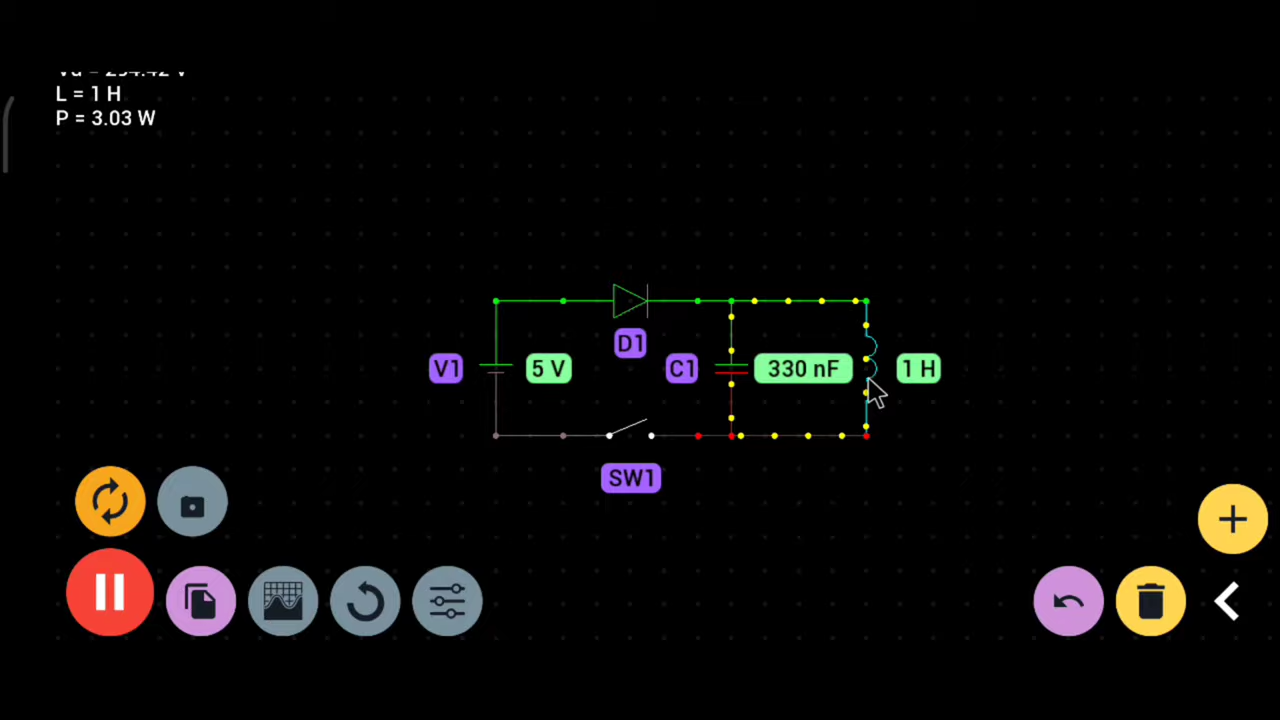 L = 1 H
P = 3.03 W
D1
V1
5 V
C1
330 nF
1 H
SW1